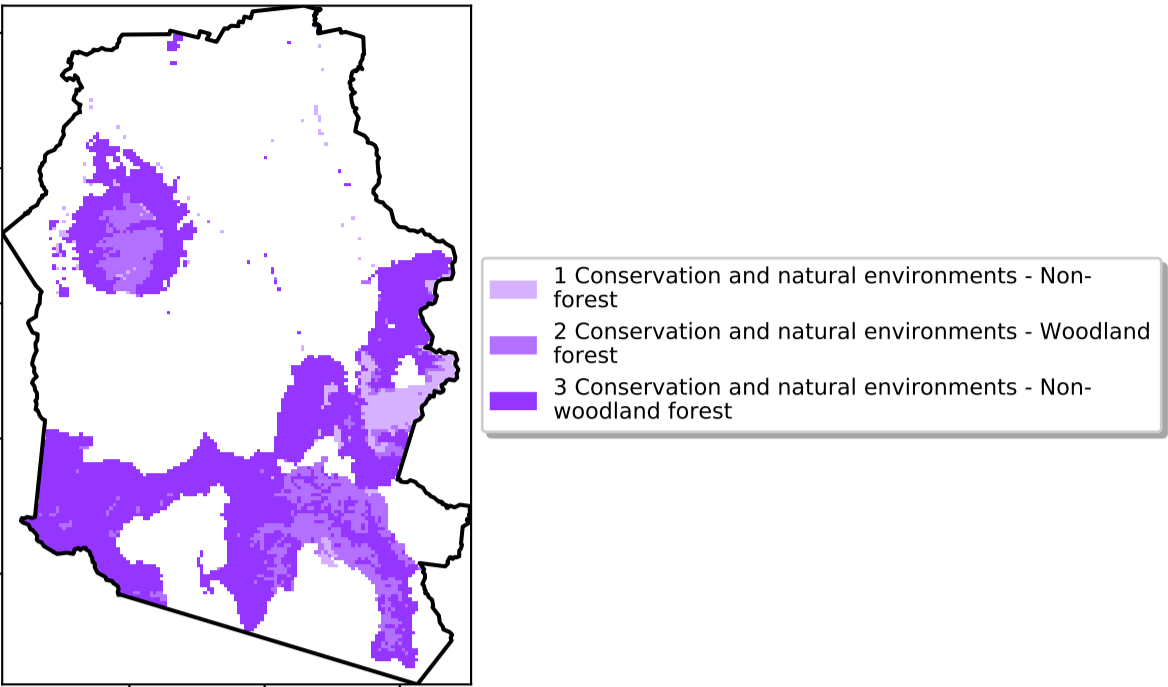 1 Conservation and natural environments - Non-
forest
2 Conservation and natural environments - Woodland
forest
3 Conservation and natural environments - Non-
woodland forest